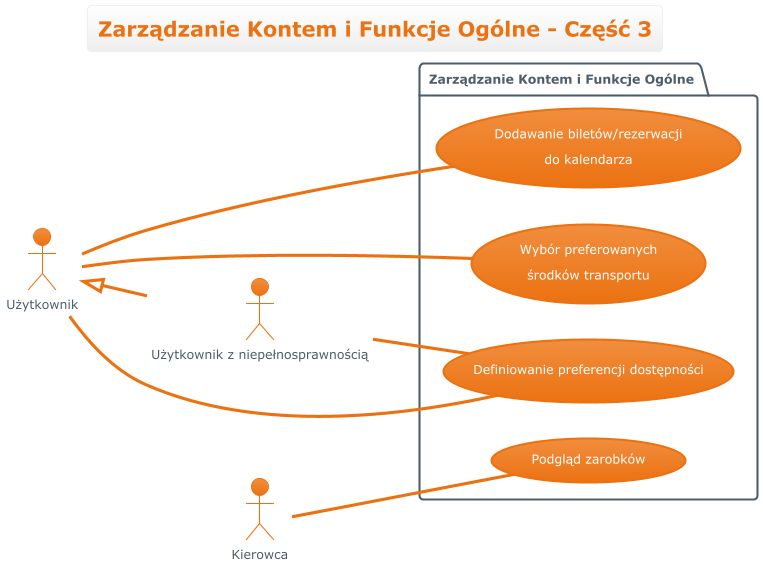 Zarządzanie Kontem i Funkcje Ogólne - Część 3
Zarządzanie Kontem i Funkcje Ogólne
Dodawanie biletów/rezerwacji
do kalendarza
Wybór preferowanych
środków transportu
Użytkownik
Użytkownik z niepełnosprawnością
Definiowanie preferencji dostępności
Podgląd zarobków
Kierowca